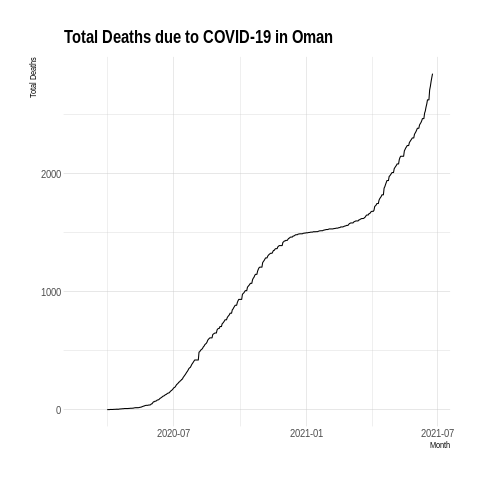 Total Deaths due to COVID-19 in Oman
Total Deaths
2000
1000
0
2020-07
2021-01
2021-07
Month